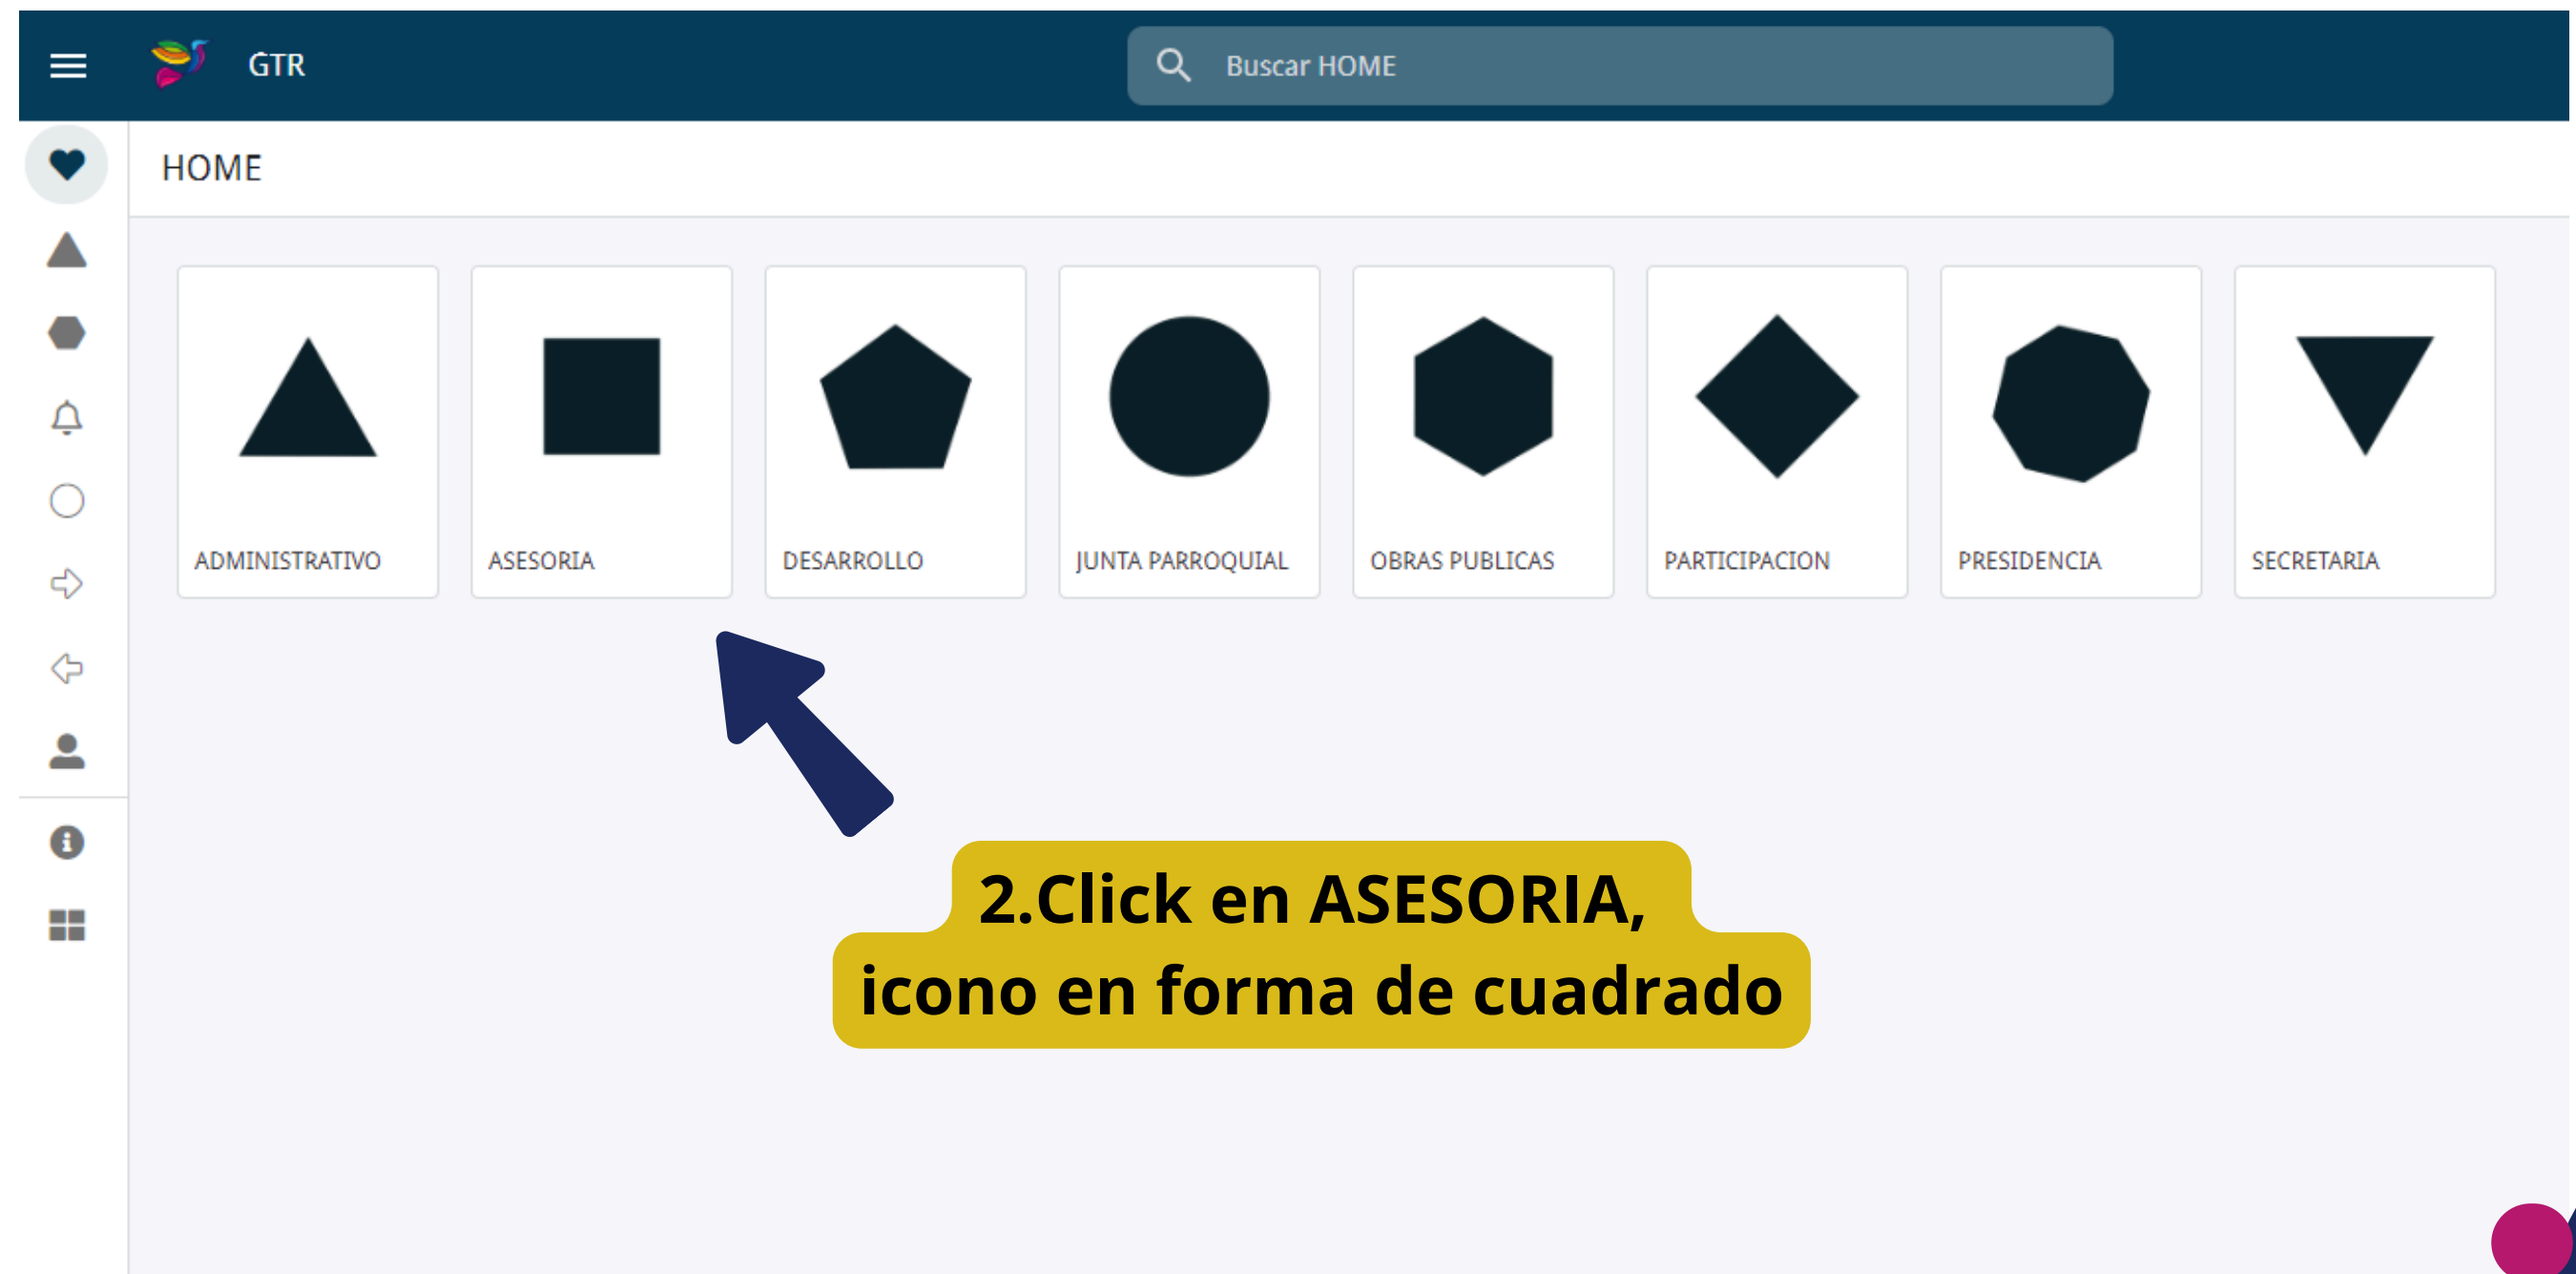 GTR
Buscar HOME
HOME
ADMINISTRATIVO
ASESORIA
DESARROLLO
JUNTA PARROQUIAL
OBRAS PUBLICAS
PARTICIPACION
PRESIDENCIA
SECRETARIA
2.Click en ASESORIA,
icono en forma de cuadrado